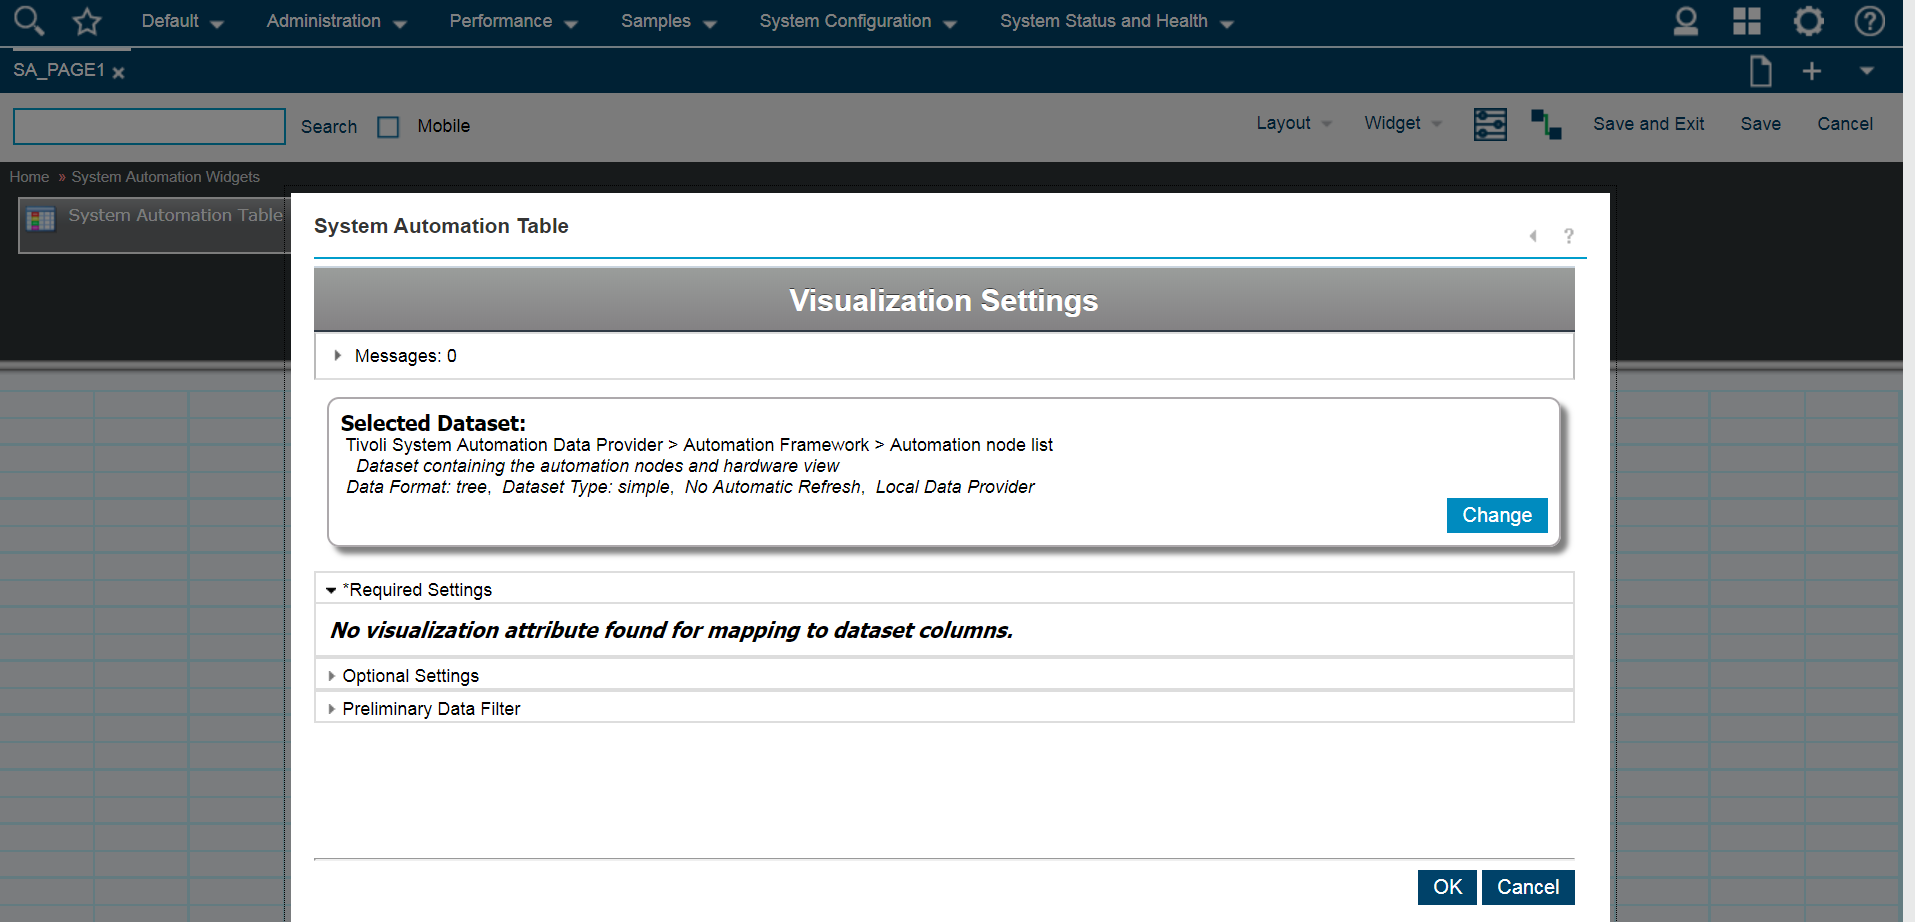 Default
Administration
Performance
Samples
System Configuration
System Status and Health
?
SA_PAGE1 x
+
Search
Mobile
Layout
Widget
Save and Exit
Save
Cancel
Home » System Automation Widgets
System Automation Table
System Automation Table
?
Visualization Settings
Messages: 0
Selected Dataset:
Tivoli System Automation Data Provider > Automation Framework > Automation node list
Dataset containing the automation nodes and hardware view
Data Format: tree, Dataset Type: simple, No Automatic Refresh, Local Data Provider
Change
*Required Settings
No visualization attribute found for mapping to dataset columns.
Optional Settings
Preliminary Data Filter
OK
Cancel